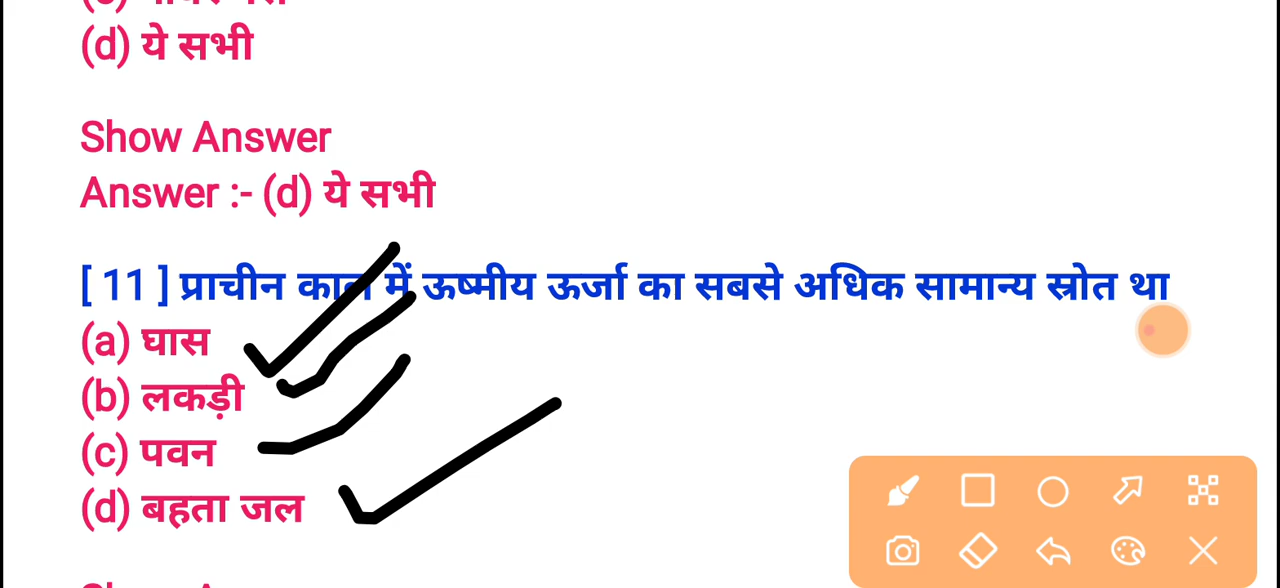 (d) ये सभी
Show Answer
Answer :- (d) ये सभी
[ 11 ] प्राचीन काल में ऊष्मीय ऊर्जा का सबसे अधिक सामान्य स्रोत था
(a) घास
(b) लकड़ी
(c) पवन
(d) बहता जल